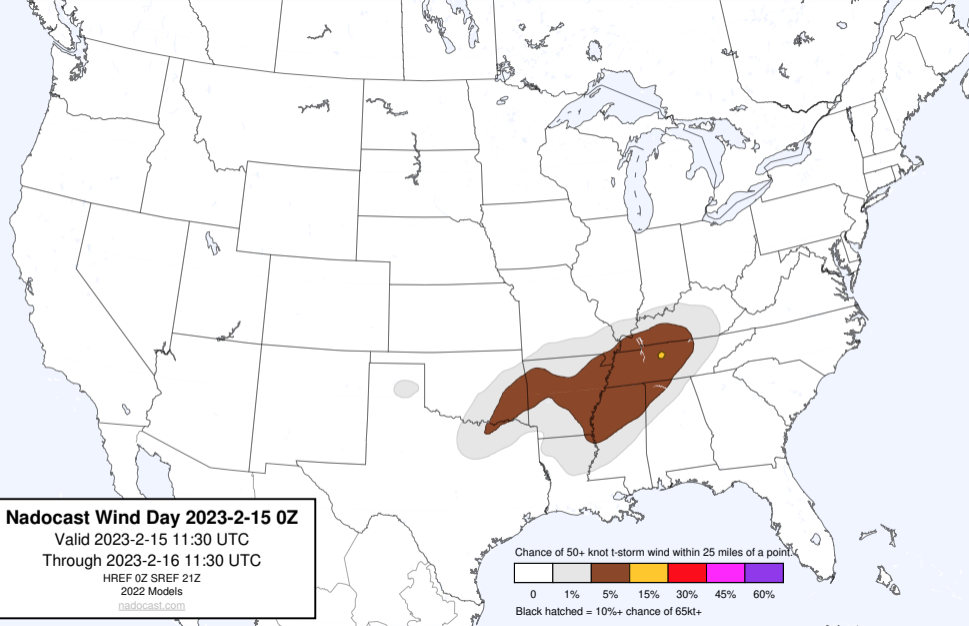 Nadocast Wind Day 2023-2-15 0Z
Valid 2023-2-15 11:30 UTC
Through 2023-2-16 11:30 UTC
HREF 0Z SREF 21Z
2022 Models
nadocast.com
Chance of 50+ knot t-storm wind within 25 miles of a point.
0 1% 5% 15% 30% 45% 60%
Black hatched = 10%+ chance of 65kt+